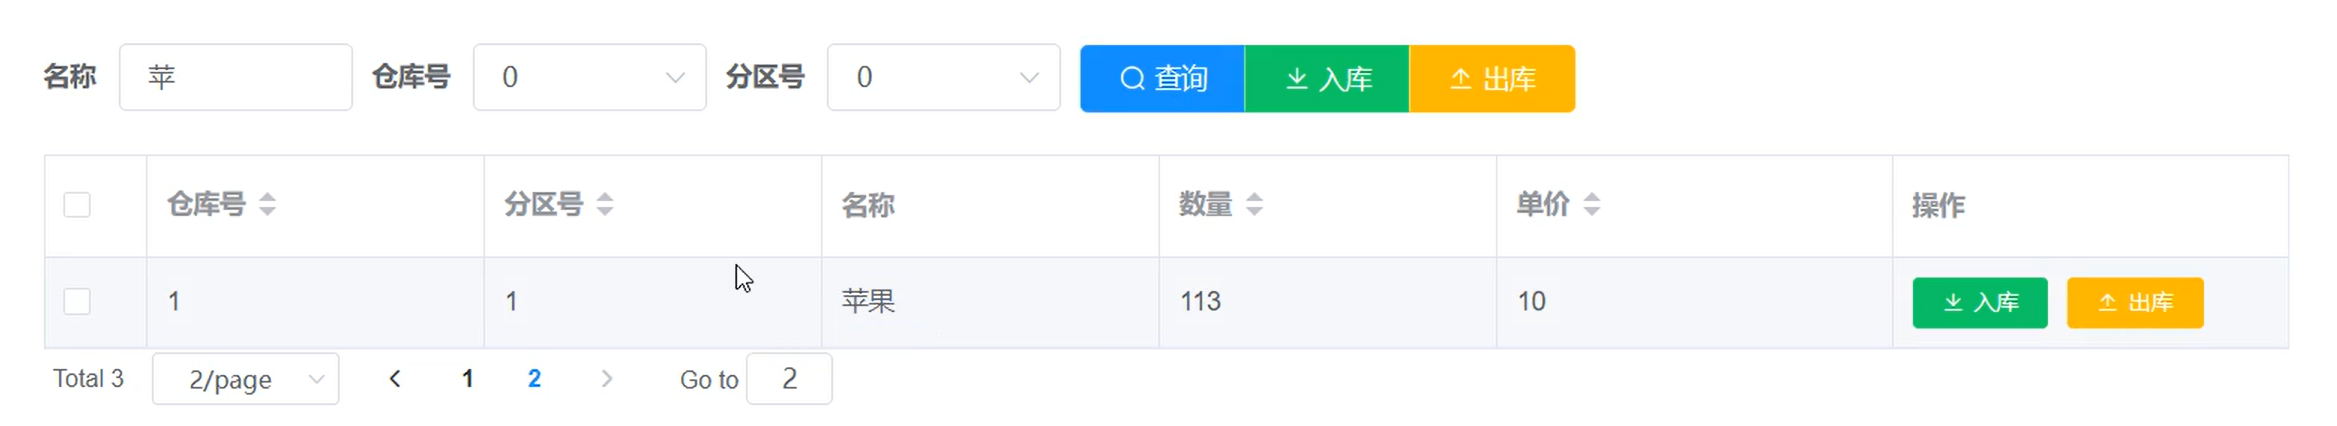 名称 苹 仓库号 0 分区号 0 查询 入库 出库
仓库号 分区号 名称 数量 单价 操作
1 1 苹果 113 10 入库 出库
Total 3 2/page 1 2 Go to 2